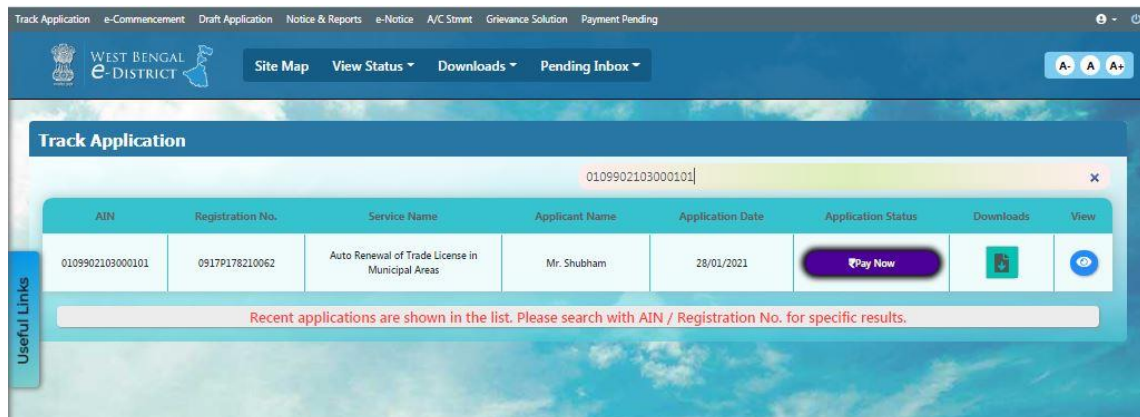 Track Application e-Commencement Draft Application Notice & Reports e-Notice A/C Stmnt Grievance Solution Payment Pending
WEST BENGAL
e-DISTRICT
Site Map View Status Downloads Pending Inbox
A- A A+
Track Application
0109902103000101
AIN Registration No. Service Name Applicant Name Application Date Application Status Downloads View
0109902103000101 0917P178210062 Auto Renewal of Trade License in Mr. Shubham 28/01/2021 ₹Pay Now
Municipal Areas
Recent applications are shown in the list. Please search with AIN / Registration No. for specific results.
Useful Links